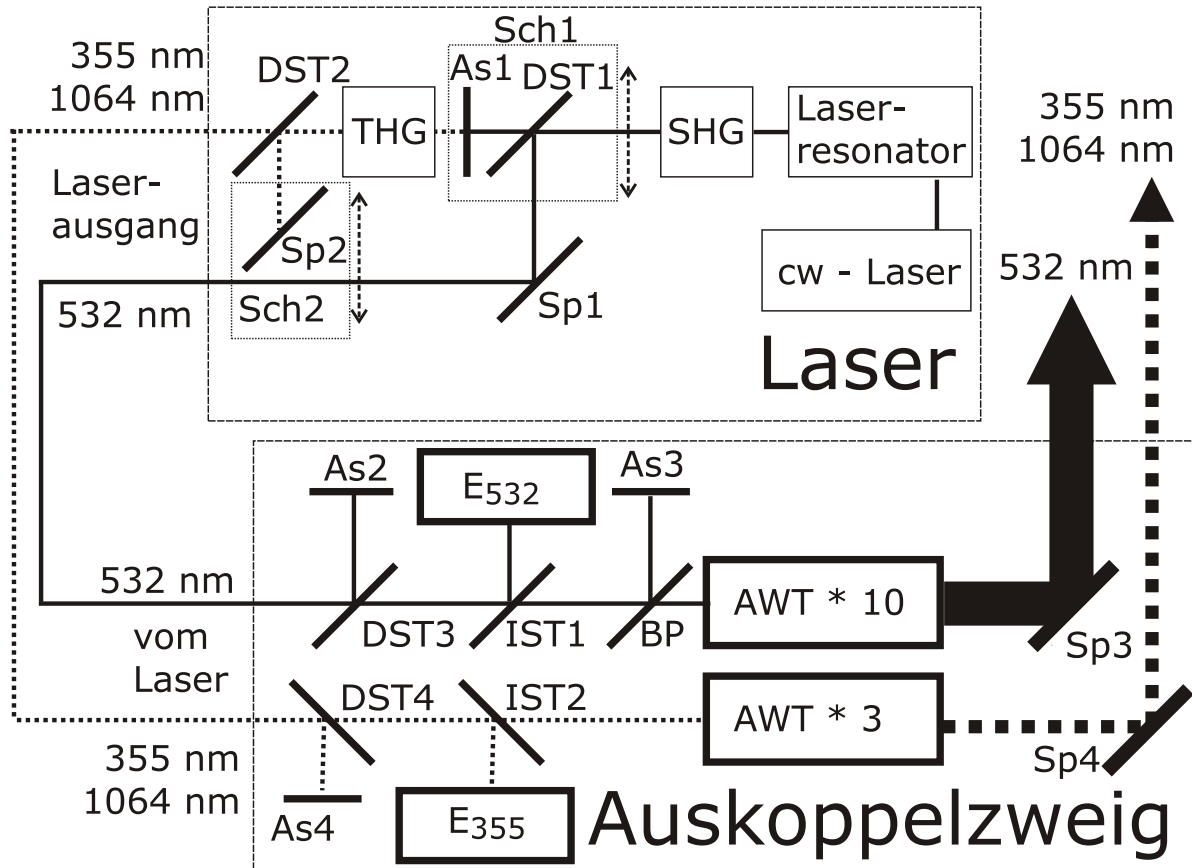 Sch1
355 nm
1064 nm
DST2
As1
DST1
THG
SHG
Laser-
resonator
355 nm
1064 nm
Laser-
ausgang
Sp2
Sch2
532 nm
Sp1
cw - Laser
532 nm
Laser
As2
E532
As3
532 nm
DST3
IST1
BP
AWT * 10
Sp3
vom
Laser
DST4
IST2
AWT * 3
Sp4
355 nm
1064 nm
As4
E355
Auskoppelzweig